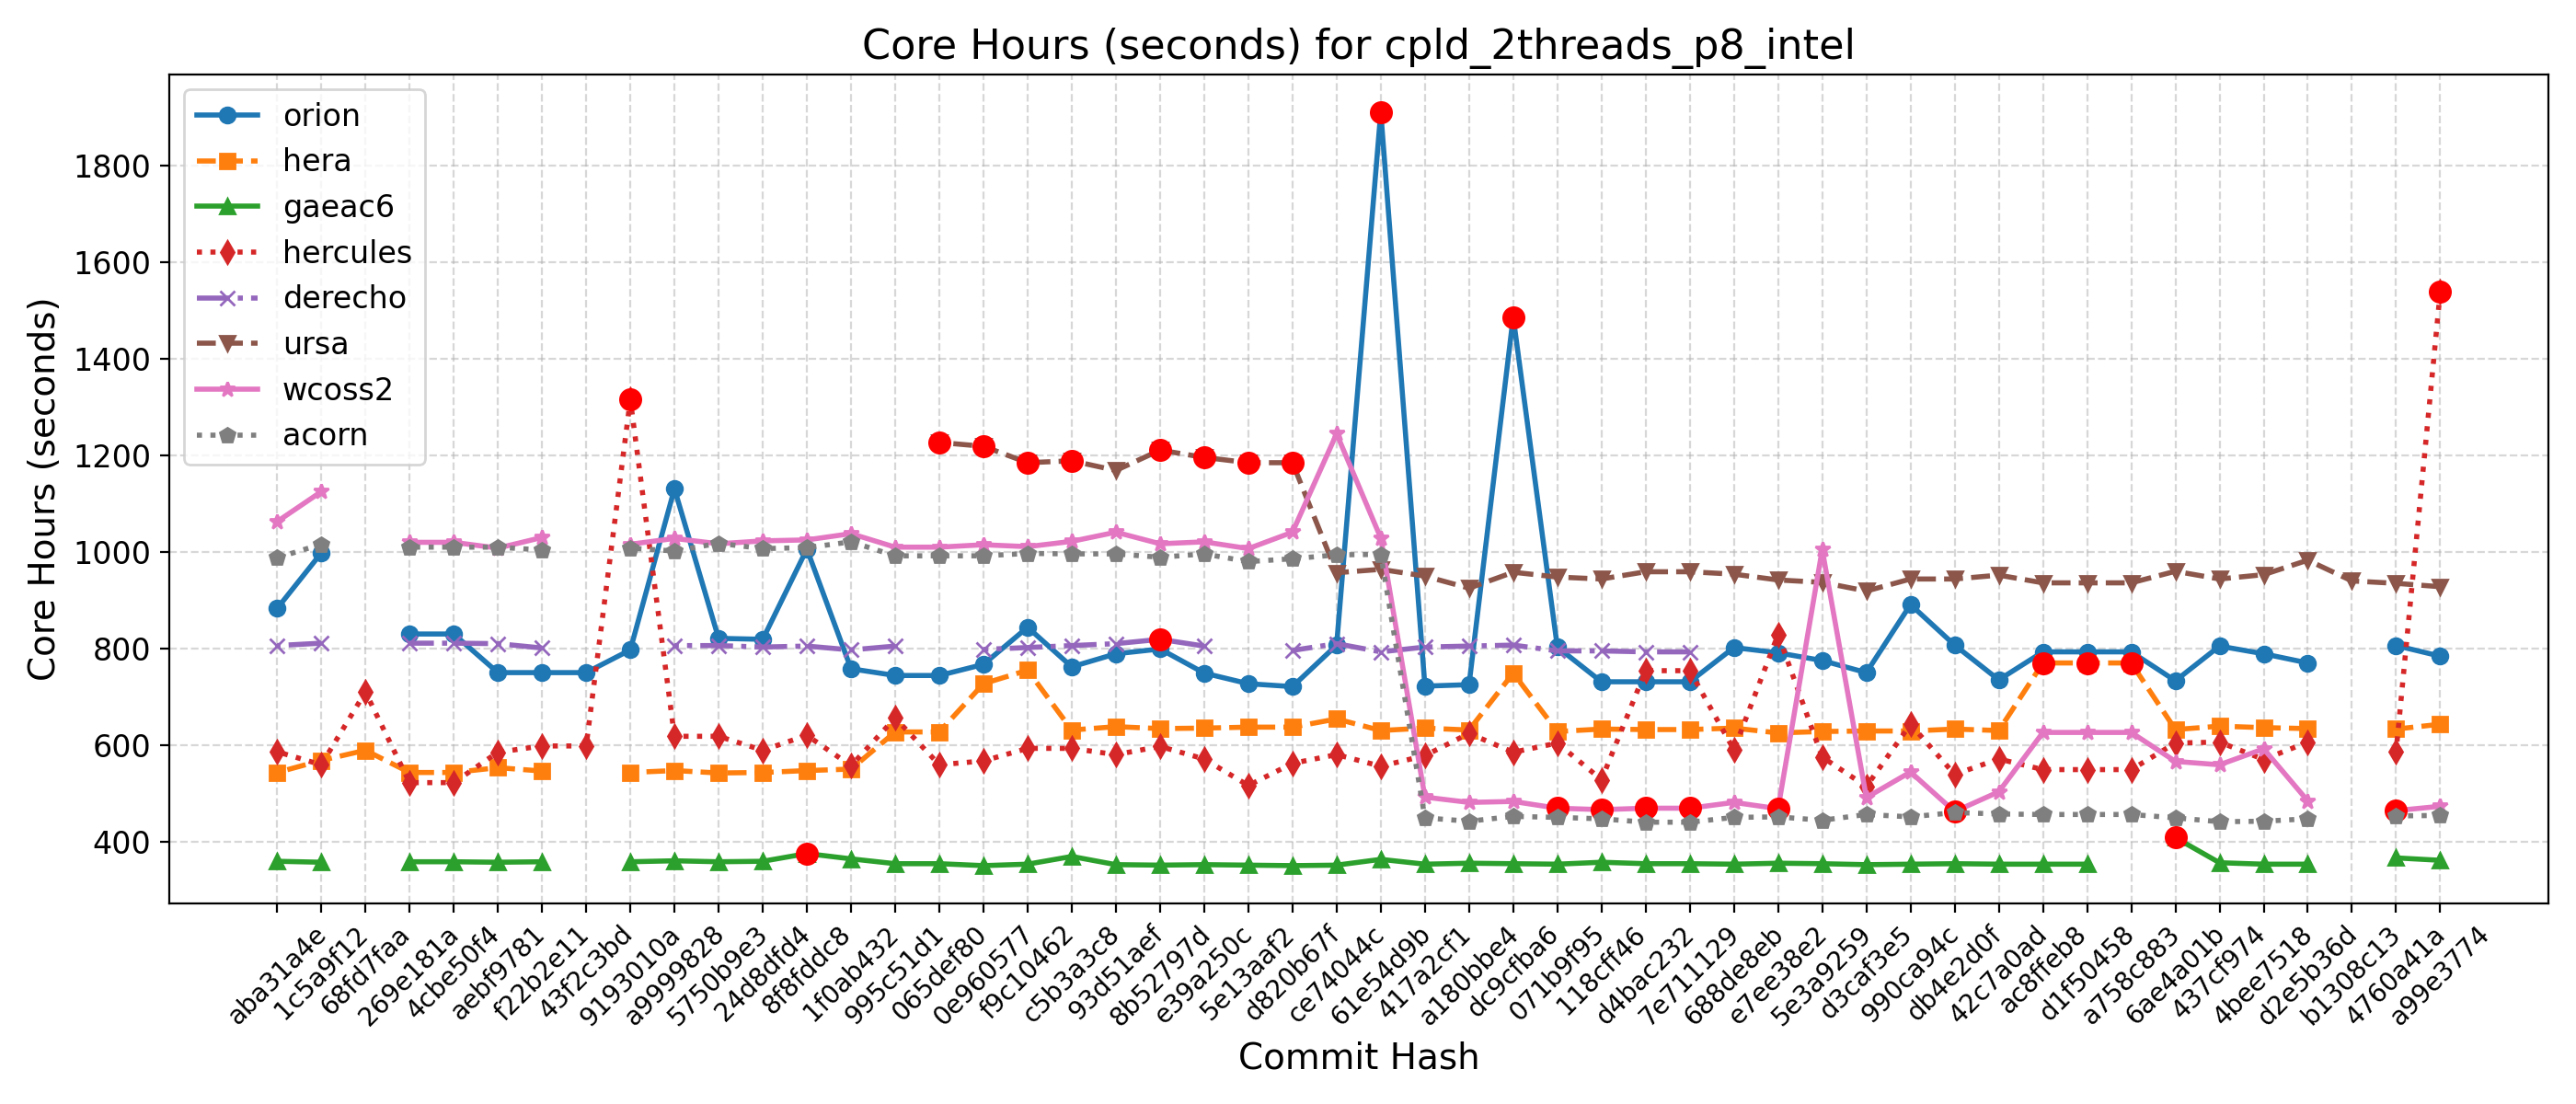 Core Hours (seconds) for cpld_2threads_p8_intel
Core Hours (seconds)
1800
1600
1400
1200
1000
800
600
400
orion
hera
gaeac6
hercules
derecho
ursa
wcoss2
acorn
aba31a4e
1c5a9f12
68fd7faa
269e181a
4cbe50f4
aebf9781
f22b2e11
43f2c3bd
9193010a
a9999828
5750b9e3
24d8dfd4
8f8fddc8
1f0ab432
995c51d1
065def80
0e960577
f9c10462
c5b3a3c8
93d51aef
8b52797d
e39a250c
5e13aaf2
d820b67f
ce74044c
61e54d9b
417a2cf1
a180bbe4
dc9cfba6
071b9f95
118cff46
d4bac232
7e711129
688de8eb
e7ee38e2
5e3a9259
d3caf3e5
990ca94c
db4e2d0f
42c7a0ad
ac8ffeb8
d1f50458
a758c883
6ae4a01b
437cf974
4bee7518
d2e5b36d
b1308c13
4760a41a
a99e3774
Commit Hash